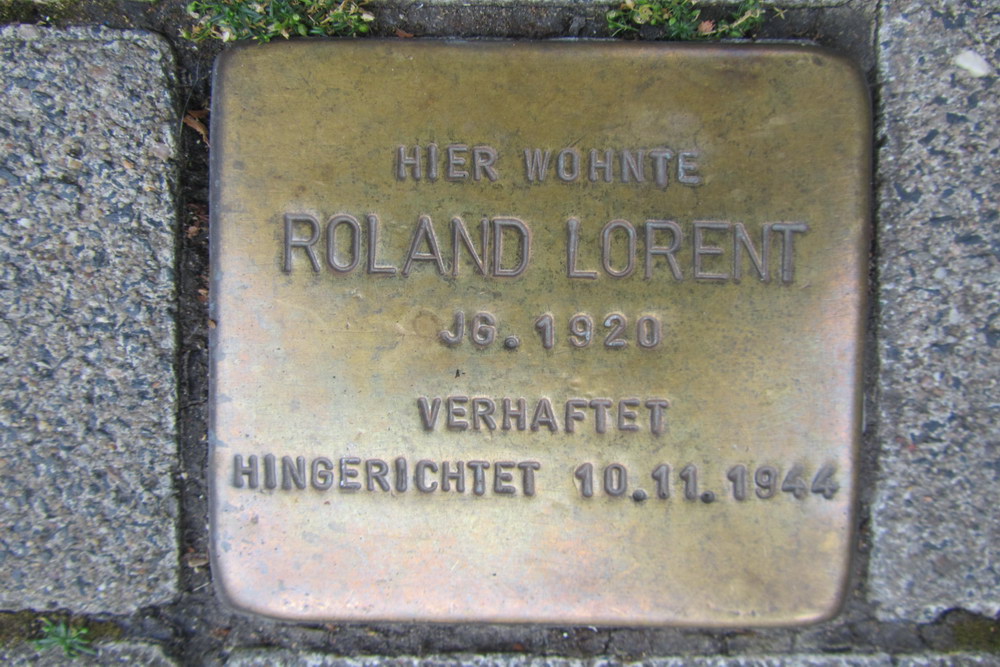 HIER WOHNTE
ROLAND LORENT
JG. 1920
VERHAFTET
HINGERICHTET 10.11.1944